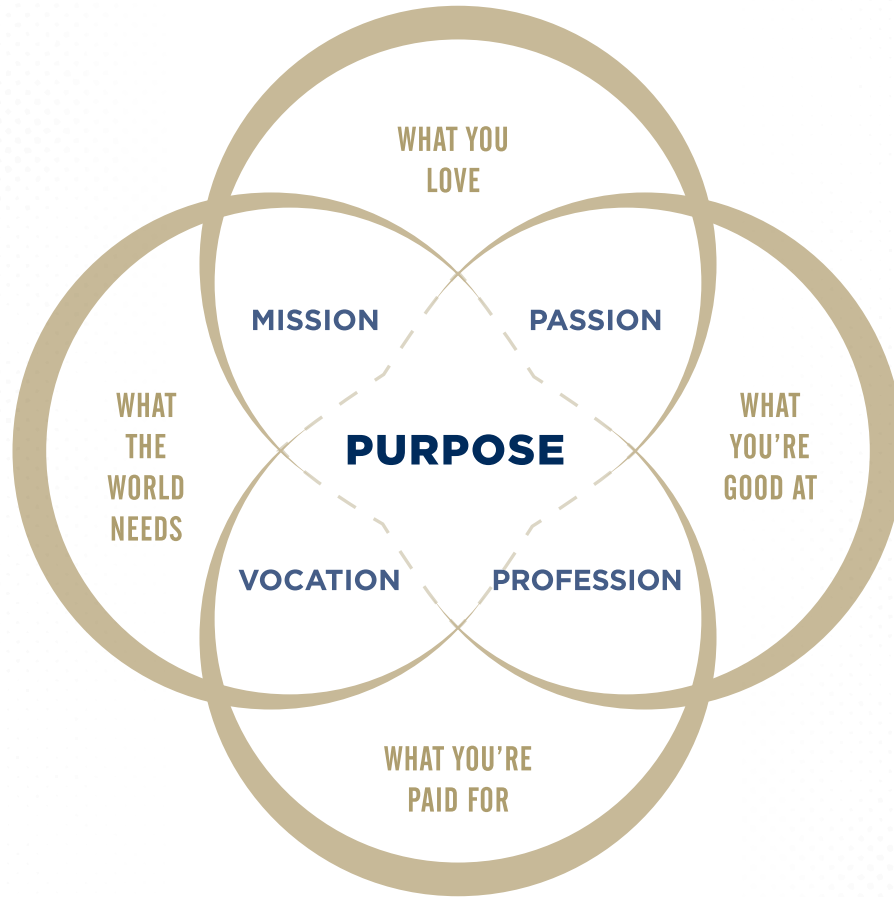 WHAT YOU
LOVE
MISSION
PASSION
WHAT
THE
WORLD
NEEDS
PURPOSE
WHAT
YOU’RE
GOOD AT
VOCATION
PROFESSION
WHAT YOU’RE
PAID FOR